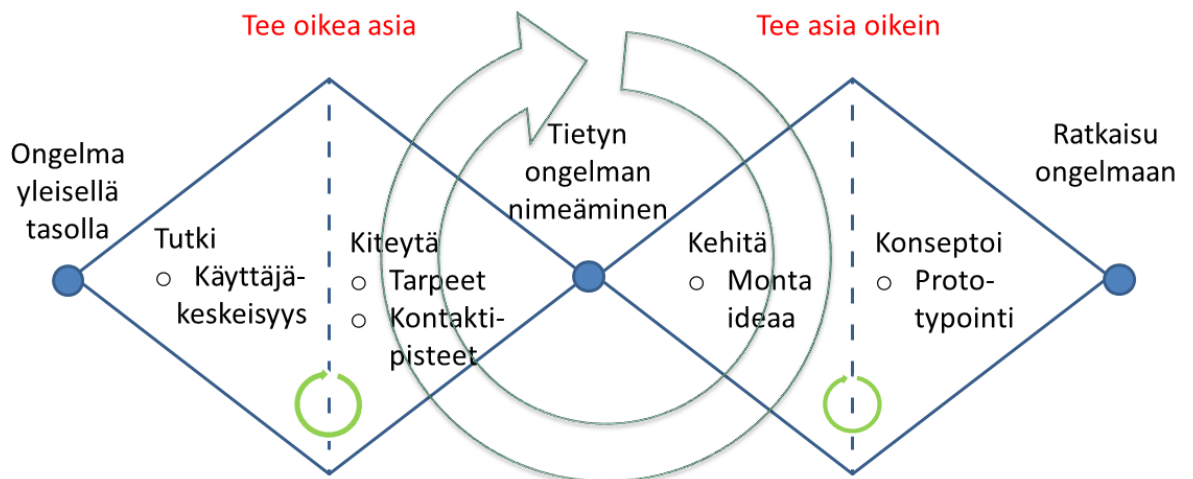 Tee oikea asia
Tee asia oikein
Ongelma
yleisellä
tasolla
Tutki
○ Käyttäjä-
keskeisyys
Kiteytä
○ Tarpeet
○ Kontakti-
pisteet
Tietyn
ongelman
nimeäminen
Kehitä
○ Monta
ideaa
Konseptoi
○ Proto-
typointi
Ratkaisu
ongelmaan